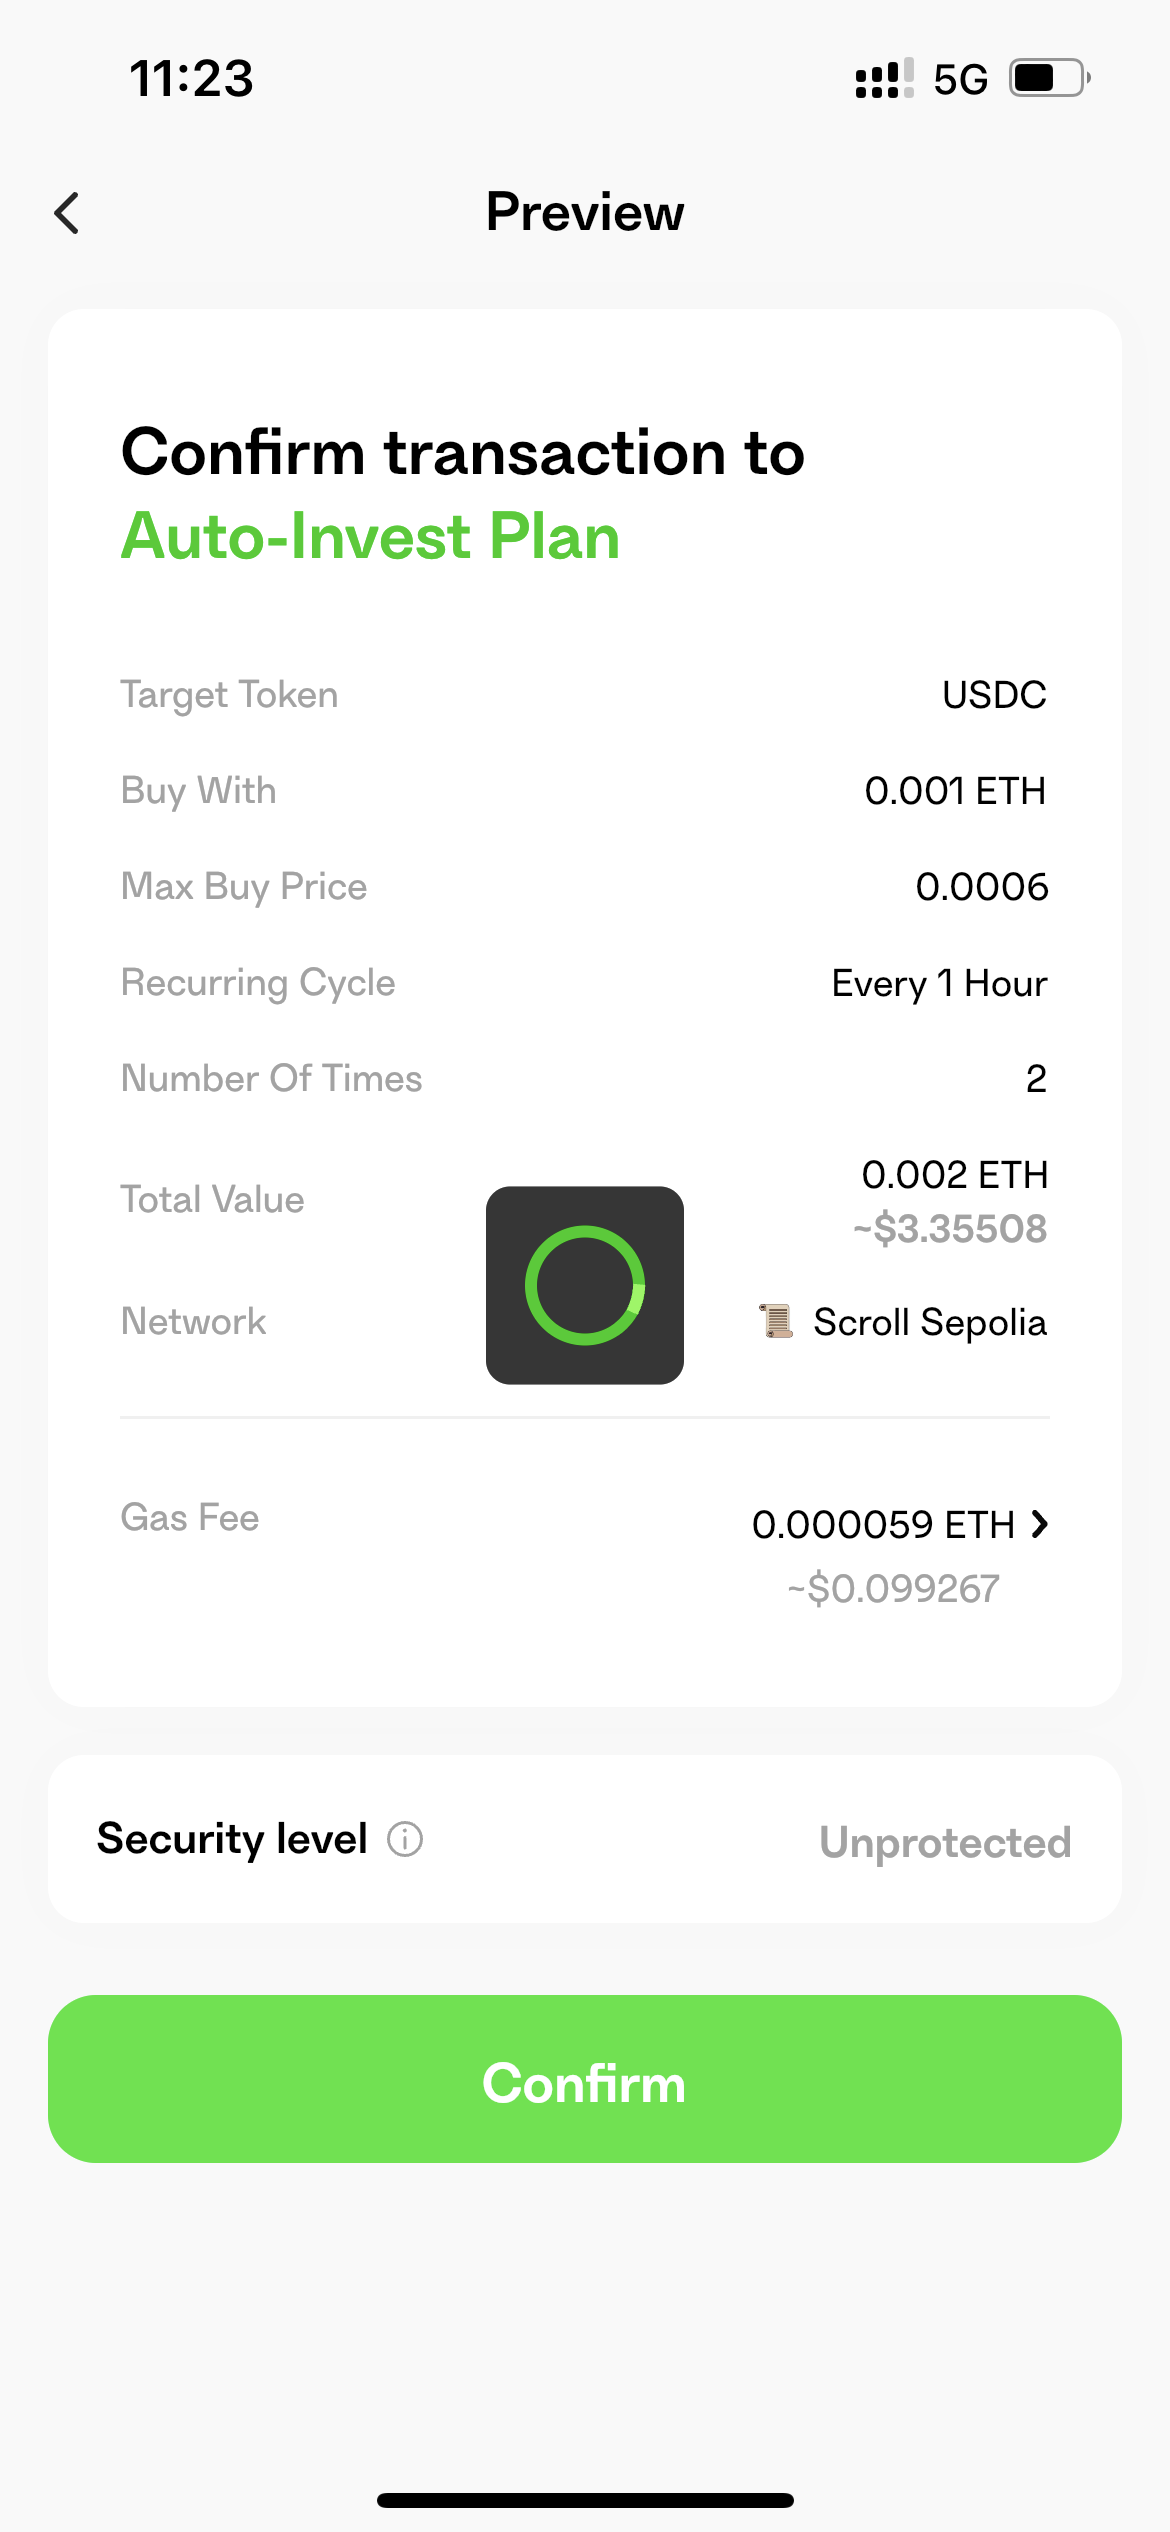 11:23
5G
Preview
Confirm transaction to
Auto-Invest Plan
Target Token USDC
Buy With 0.001 ETH
Max Buy Price 0.0006
Recurring Cycle Every 1 Hour
Number Of Times 2
Total Value 0.002 ETH
~$3.35508
Network Scroll Sepolia
Gas Fee 0.000059 ETH
~$0.099267
Security level Unprotected
Confirm